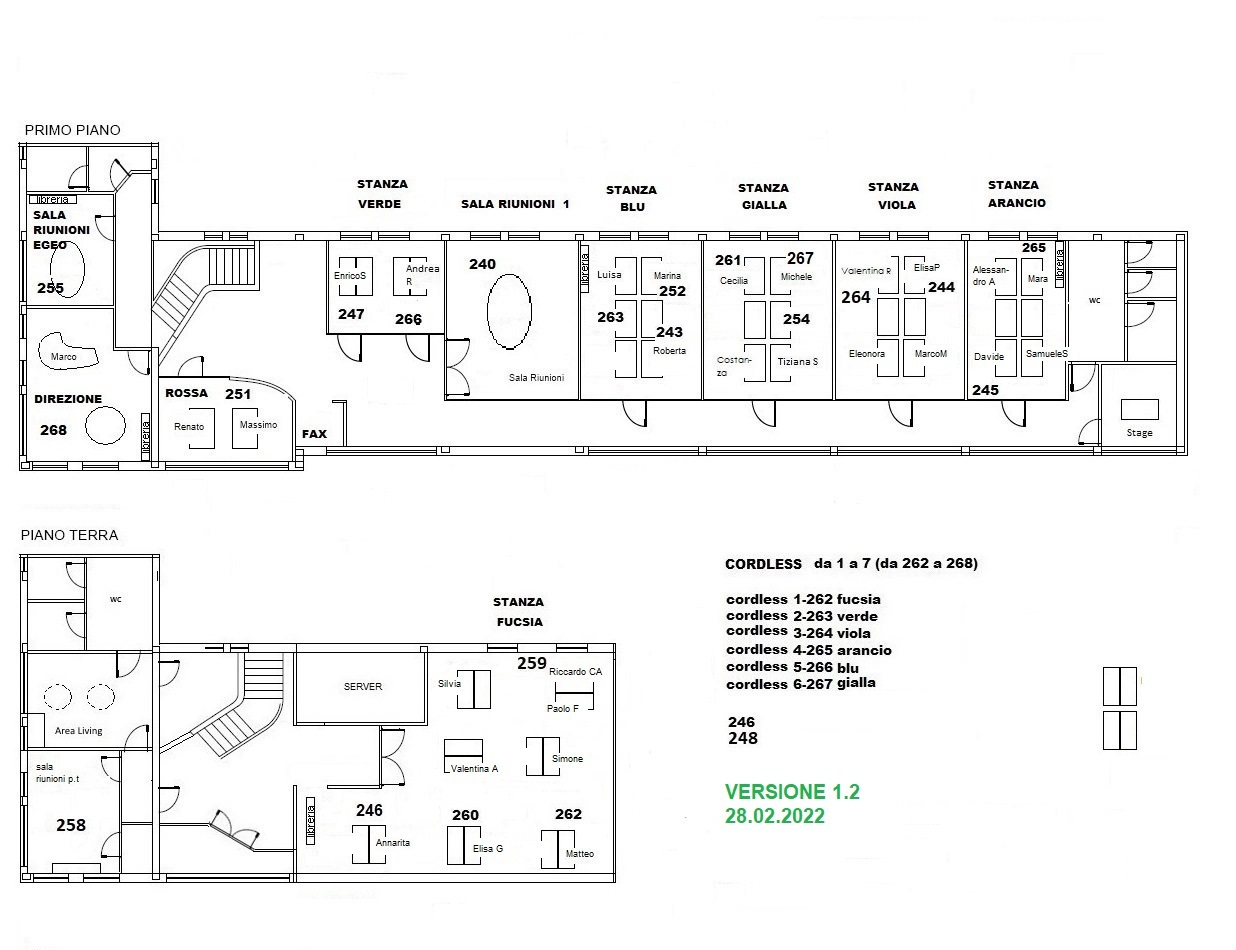 PRIMO PIANO
STANZA
VERDE
SALA RIUNIONI 1
STANZA
BLU
STANZA
GIALLA
STANZA
VIOLA
STANZA
ARANCIO
libreria
SALA
RIUNIONI
EGEO
255
Marco
DIREZIONE
268
libreria
ROSSA 251
Renato
Massimo
FAX
EnricoS
Andrea
R
247
266
240
Sala Riunioni
libreria
Luisa
Marina
252
263
243
Roberta
261
267
Cecilia
Michele
254
Costan-
za
Tiziana S
Valentina R
ElisaP
264
244
Eleonora
MarcoM
265
libreria
Alessan-
dro A
Mara
Davide
SamueleS
245
wc
Stage
PIANO TERRA
wc
Area Living
sala
riunioni p.t
258
SERVER
STANZA
FUCSIA
259
Riccardo CA
Silvia
Paolo F
Valentina A
Simone
libreria
246
Annarita
260
Elisa G
262
Matteo
CORDLESS da 1 a 7 (da 262 a 268)
cordless 1-262 fucsia
cordless 2-263 verde
cordless 3-264 viola
cordless 4-265 arancio
cordless 5-266 blu
cordless 6-267 gialla
246
248
VERSIONE 1.2
28.02.2022